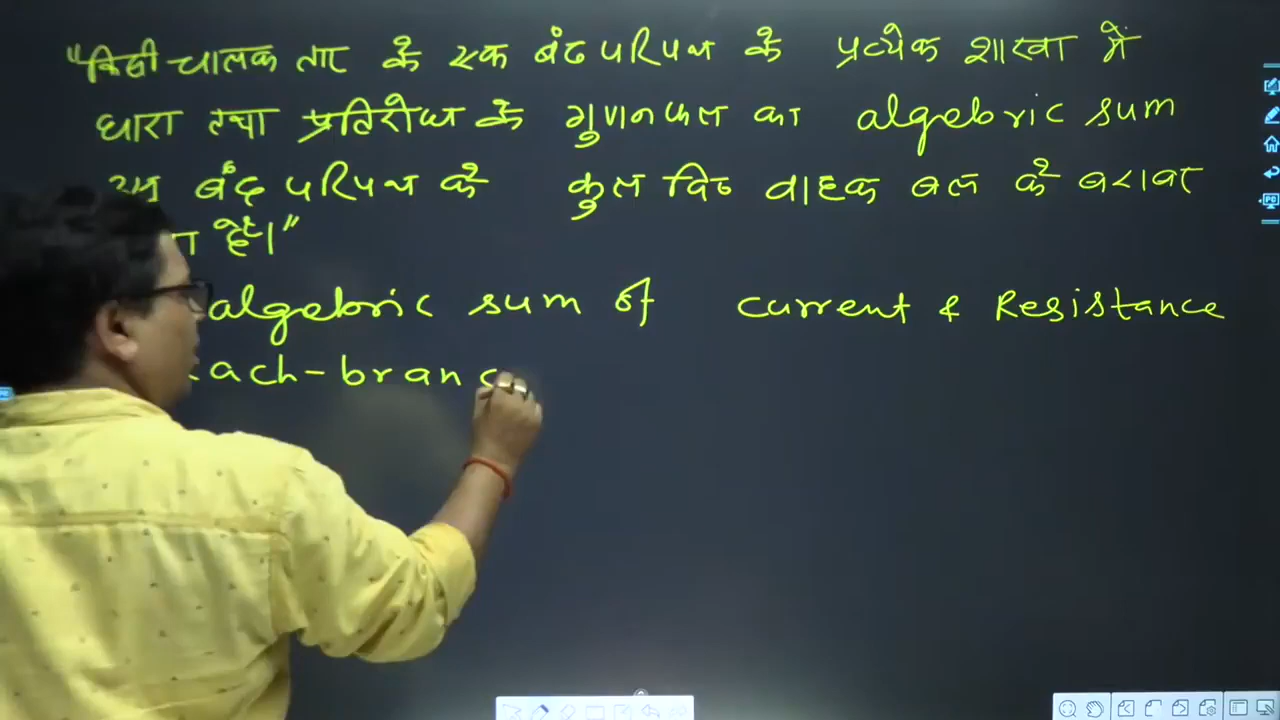 "किसी चालक तार के एक बंद परिपथ के प्रत्येक शाखा में
धारा तथा प्रतिरोध के गुणनफल का algebric sum
उस बंद परिपथ के कुल विद्युत वाहक बल के बराबर
है।"
algebric sum of current & Resistance
each-branc